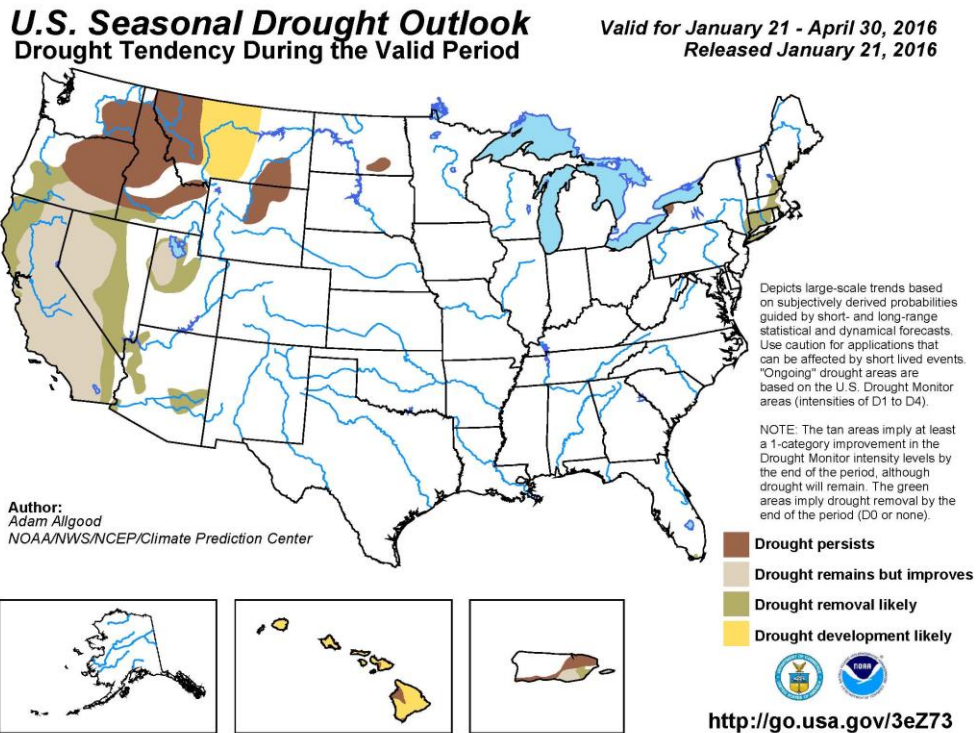 U.S. Seasonal Drought Outlook
Drought Tendency During the Valid Period
Valid for January 21 - April 30, 2016
Released January 21, 2016
Depicts large-scale trends based
on subjectively derived probabilities
guided by short- and long-range
statistical and dynamical forecasts.
Use caution for applications that
can be affected by short lived events.
"Ongoing" drought areas are
based on the U.S. Drought Monitor
areas (intensities of D1 to D4).
NOTE: The tan areas imply at least
a 1-category improvement in the
Drought Monitor intensity levels by
the end of the period, although
drought will remain. The green
areas imply drought removal by the
end of the period (D0 or none).
Author:
Adam Allgood
NOAA/NWS/NCEP/Climate Prediction Center
Drought persists
Drought remains but improves
Drought removal likely
Drought development likely
NOAA
http://go.usa.gov/3eZ73